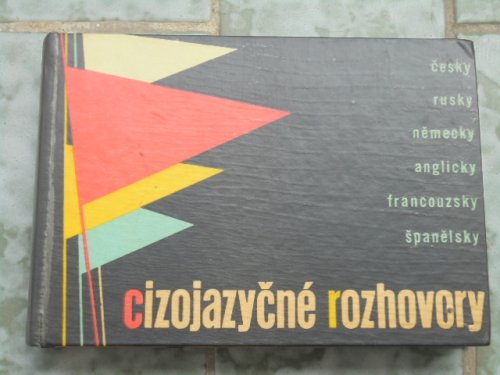 česky
rusky
německy
anglicky
francouzsky
španělsky
cizojazyčné rozhovory